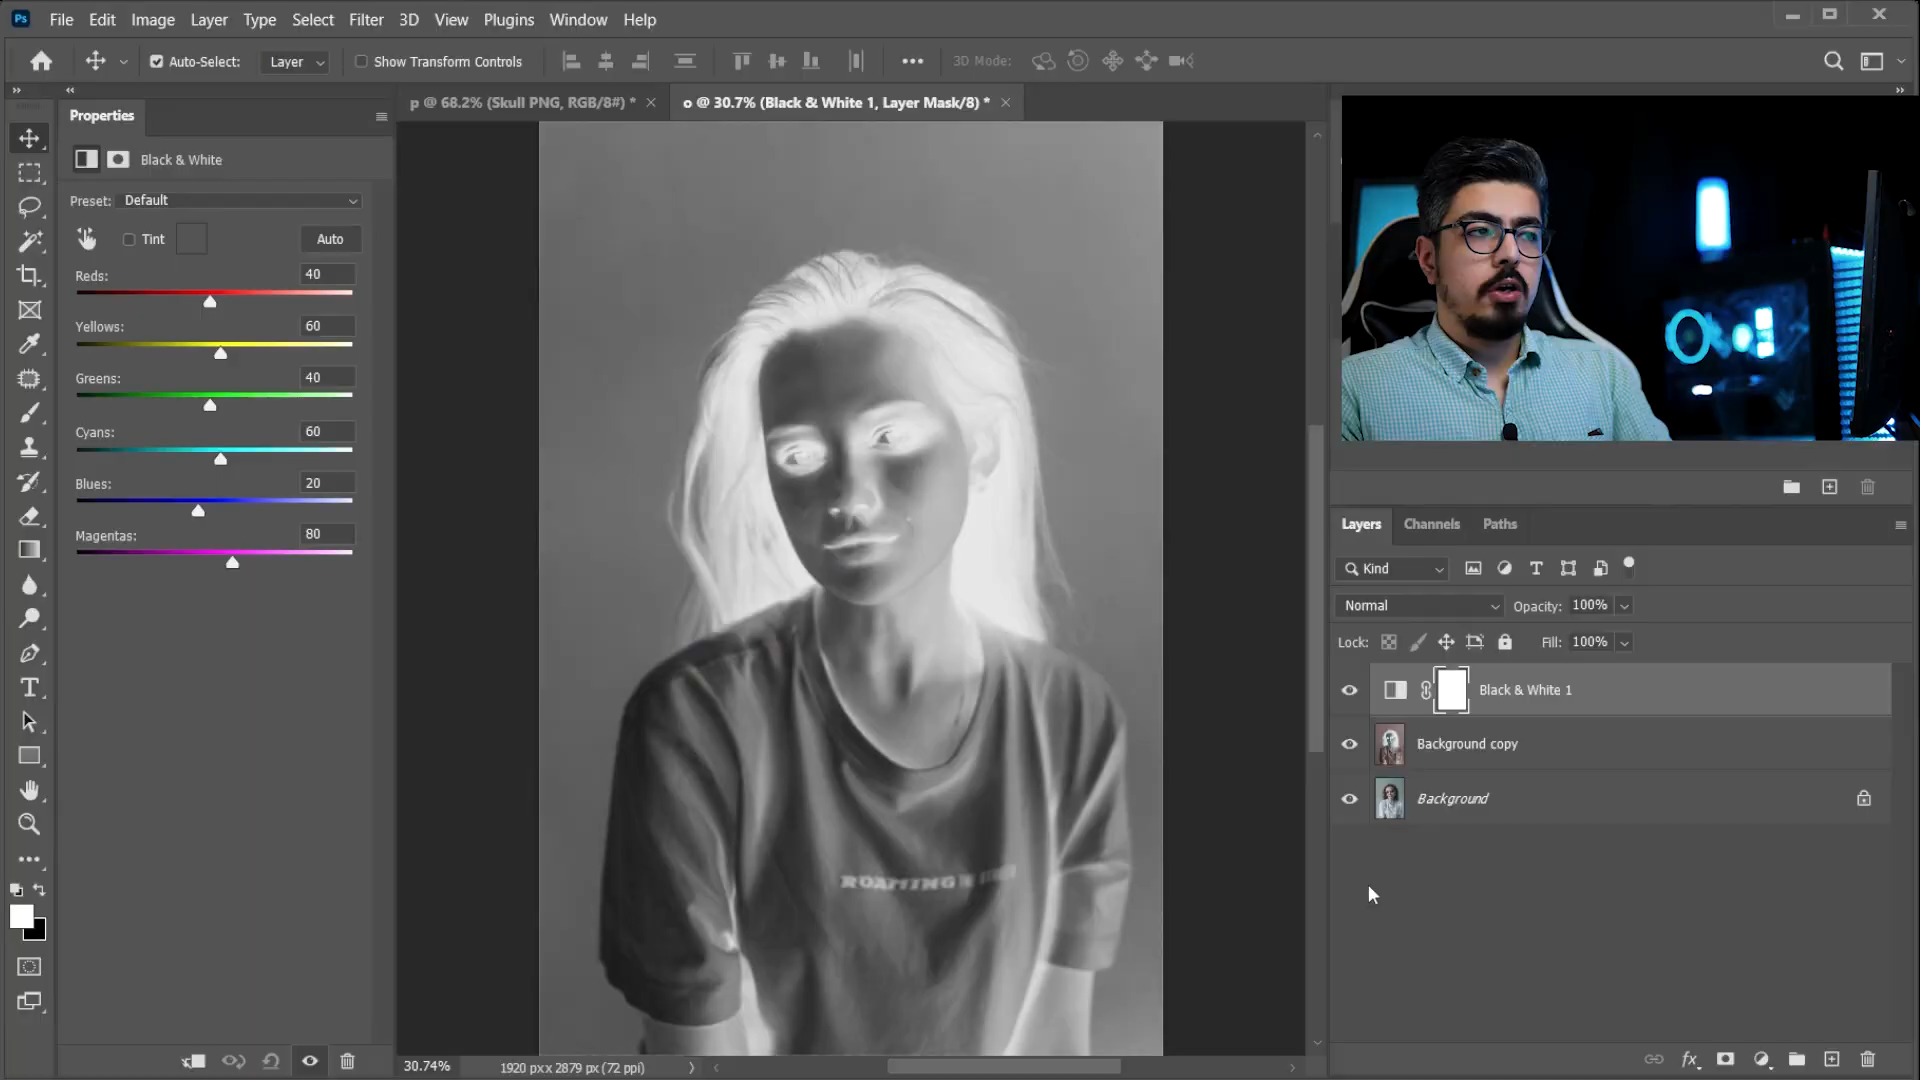 Ps File Edit Image Layer Type Select Filter 3D View Plugins Window Help
Auto-Select: Layer Show Transform Controls 3D Mode:
p @ 68.2% (Skull PNG, RGB/8#) * o @ 30.7% (Black & White 1, Layer Mask/8) *
Properties
Black & White
Preset: Default
Tint Auto
Reds: 40
Yellows: 60
Greens: 40
Cyans: 60
Blues: 20
Magentas: 80
ROAMING
Layers Channels Paths
Kind
Normal Opacity: 100%
Lock: Fill: 100%
Black & White 1
Background copy
Background
fx
30.74% 1920 px x 2879 px (72 ppi)